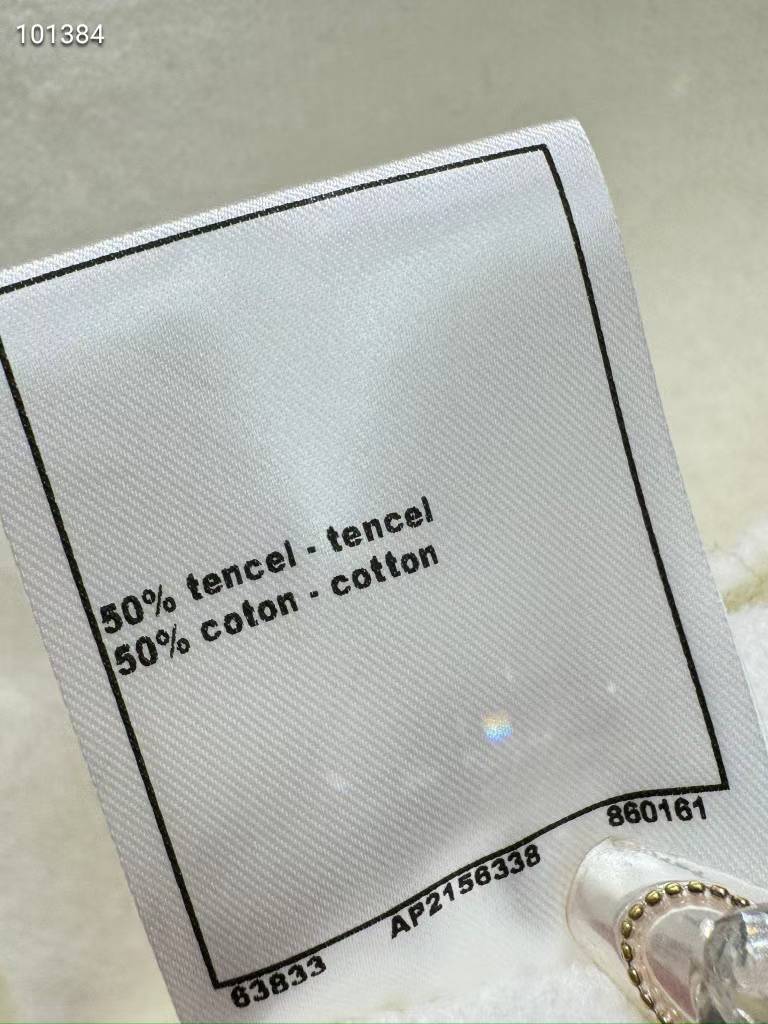 101384
50% tencel - tencel
50% coton - cotton
860161
AP2156338
63833